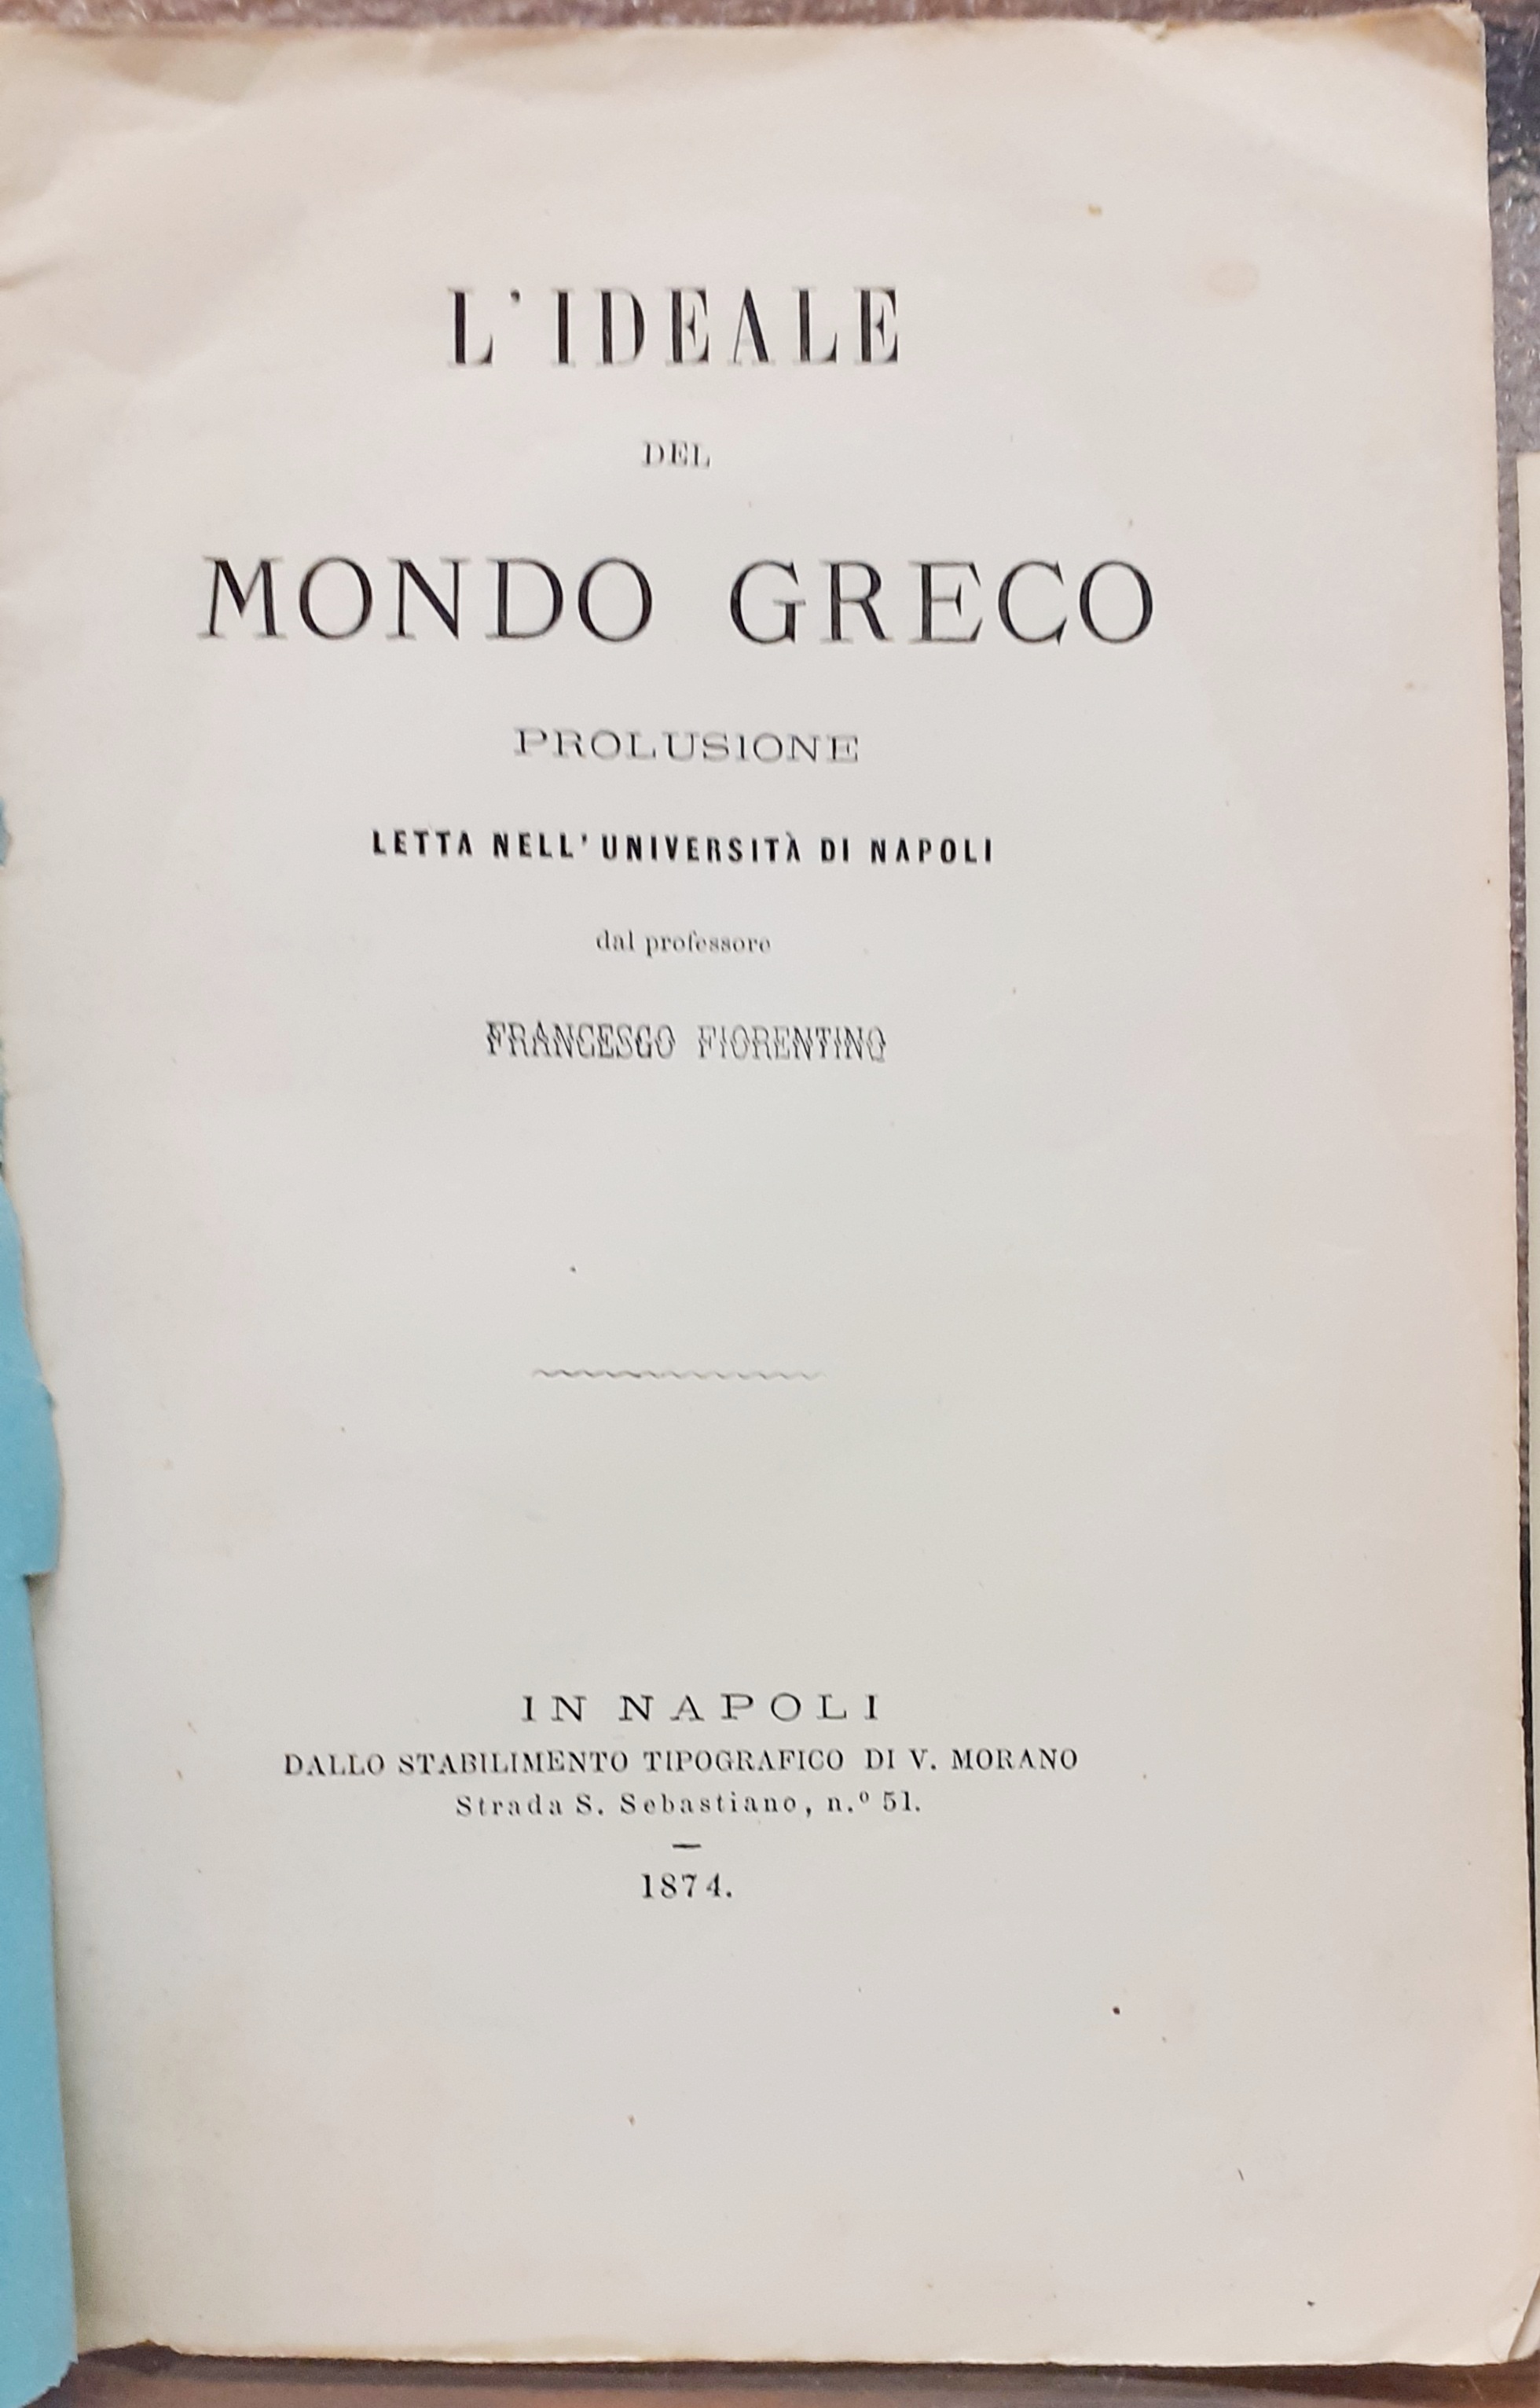 L'IDEALE
DEL
MONDO GRECO
PROLUSIONE
LETTA NELL'UNIVERSITÀ DI NAPOLI
dal professore
FRANCESCO FIORENTINO
IN NAPOLI
DALLO STABILIMENTO TIPOGRAFICO DI V. MORANO
Strada S. Sebastiano, n.º 51.
1874.